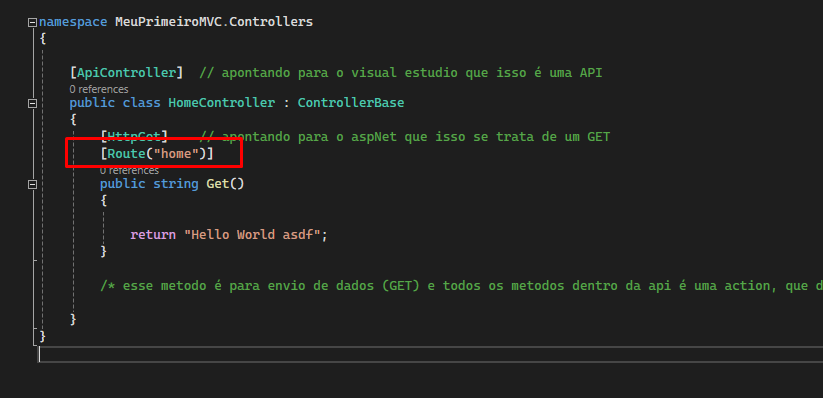 namespace MeuPrimeiroMVC.Controllers
{
[ApiController] // apontando para o visual estudio que isso é uma API
0 references
public class HomeController : ControllerBase
{
[HttpGet] // apontando para o aspNet que isso se trata de um GET
[Route("home")]
0 references
public string Get()
{
return "Hello World asdf";
}
/* esse metodo é para envio de dados (GET) e todos os metodos dentro da api é uma action, que d
}
}